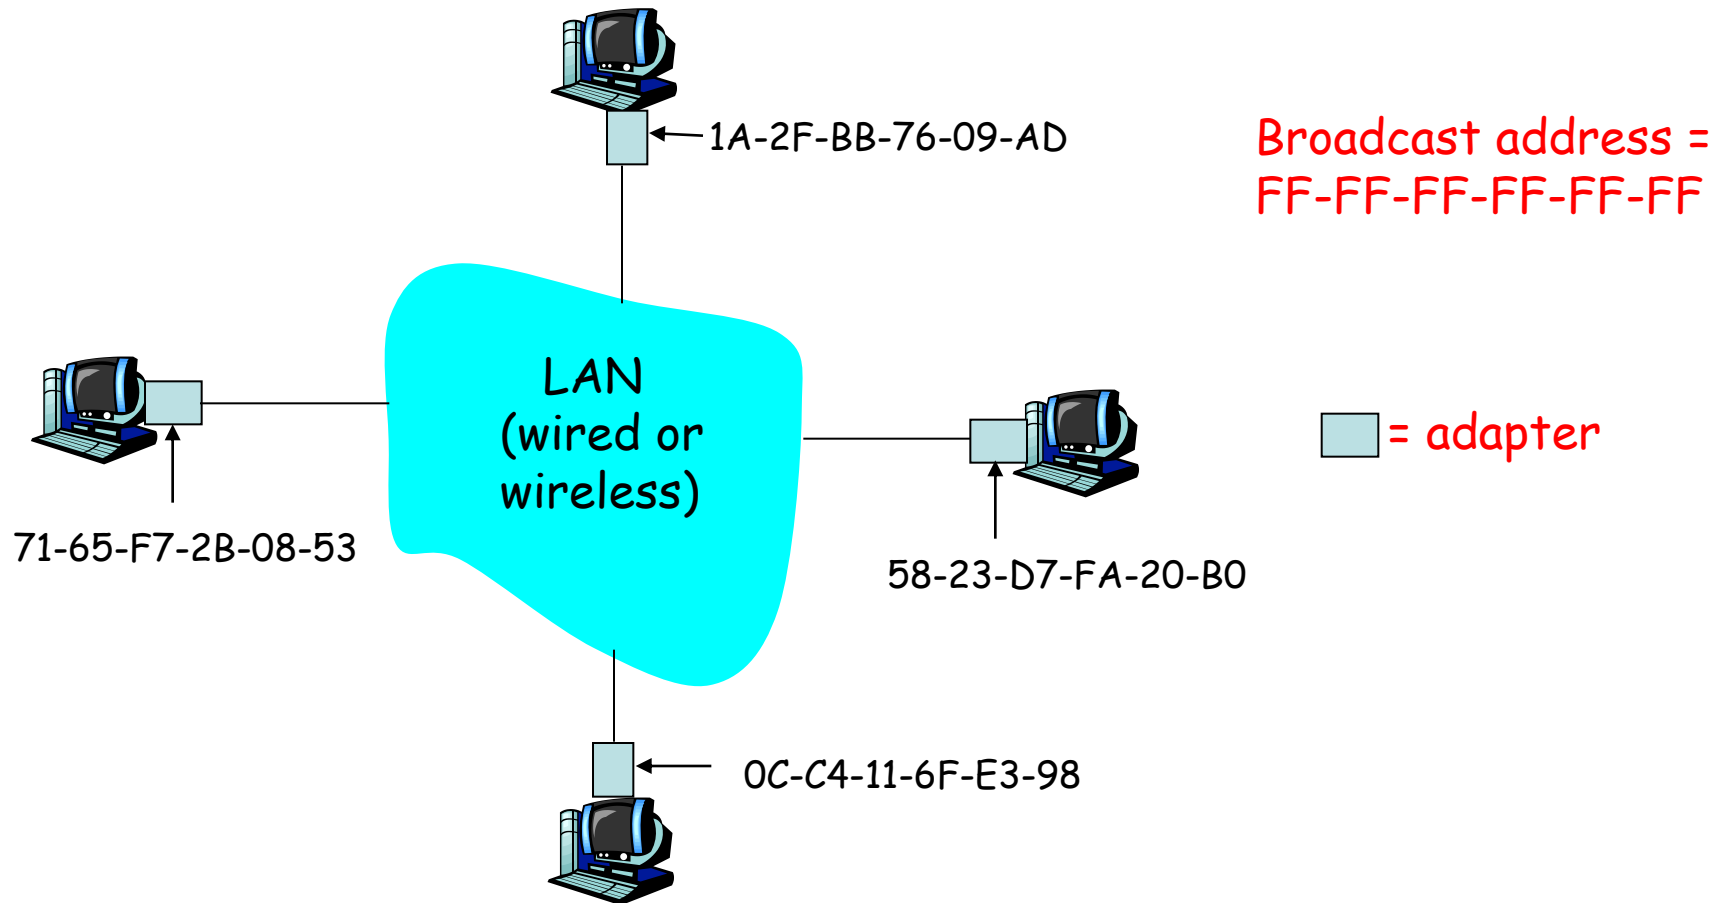 1A-2F-BB-76-09-AD
Broadcast address =
FF-FF-FF-FF-FF-FF
LAN
(wired or
wireless)
= adapter
71-65-F7-2B-08-53
58-23-D7-FA-20-B0
0C-C4-11-6F-E3-98